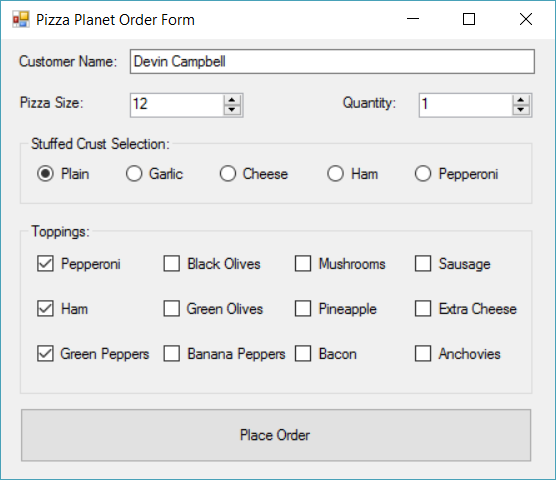 Pizza Planet Order Form
Customer Name: Devin Campbell
Pizza Size: 12 Quantity: 1
Stuffed Crust Selection:
Plain Garlic Cheese Ham Pepperoni
Toppings:
Pepperoni Black Olives Mushrooms Sausage
Ham Green Olives Pineapple Extra Cheese
Green Peppers Banana Peppers Bacon Anchovies
Place Order